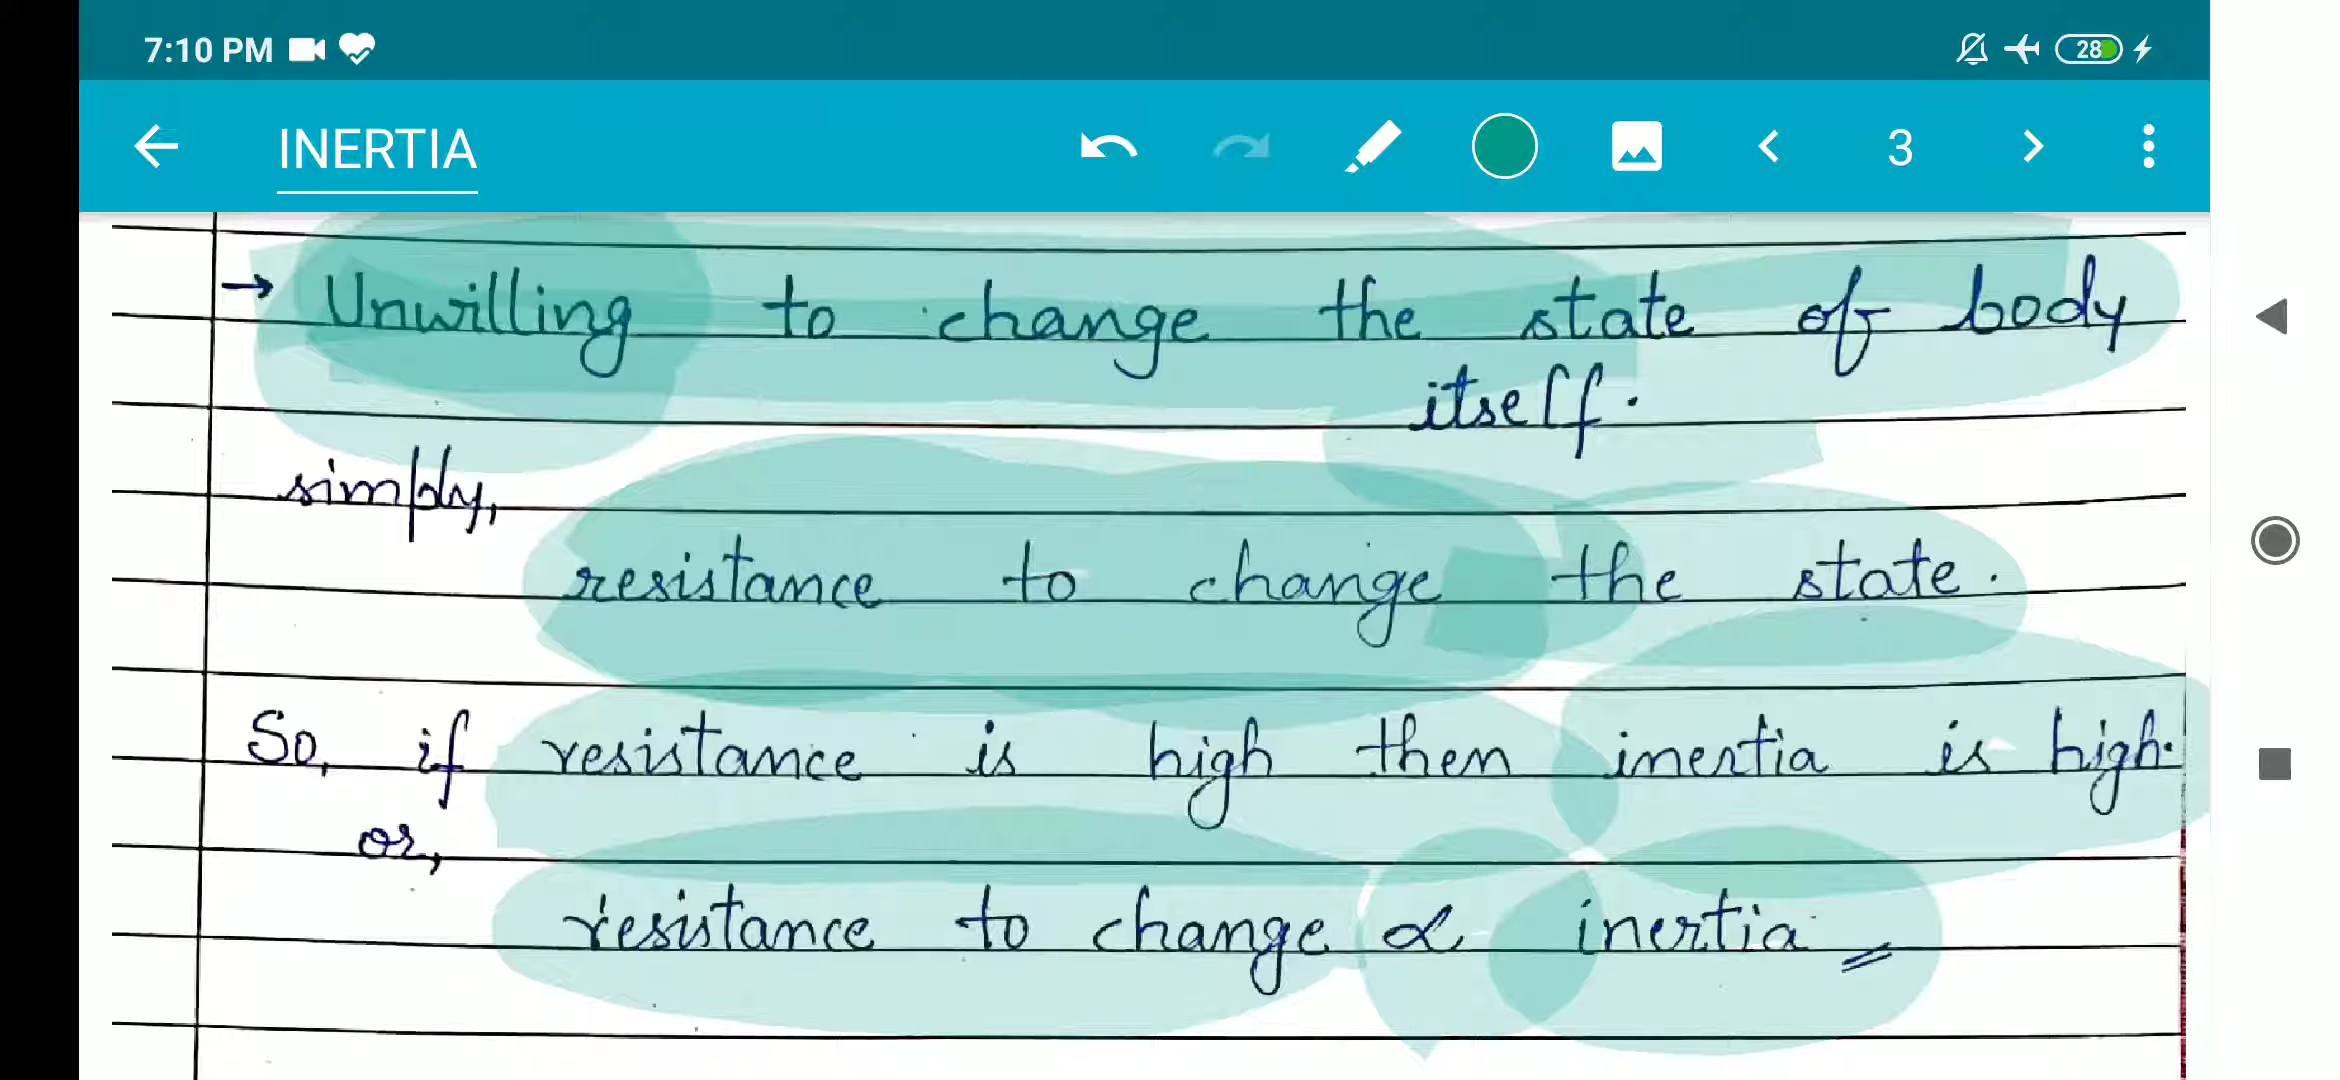 7:10 PM 28
INERTIA 3
→ Unwilling to change the state of body
itself.
simply,
resistance to change the state.
So, if resistance is high then inertia is high.
or,
resistance to change ∝ inertia